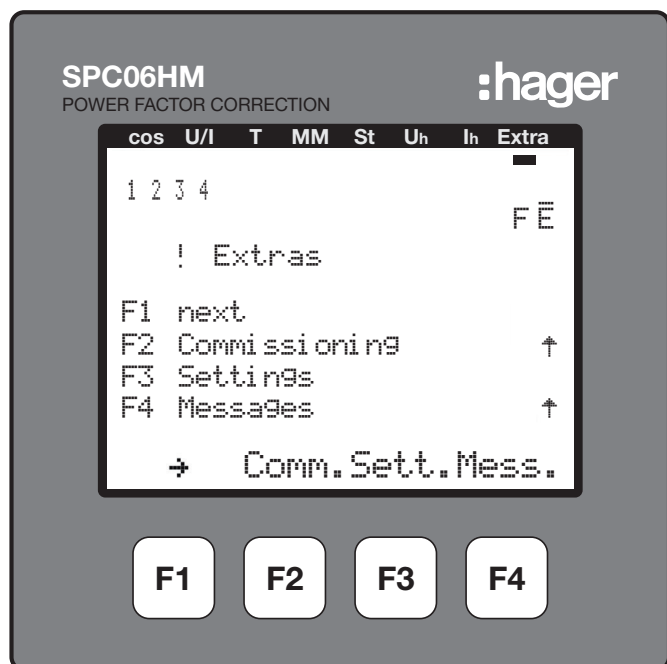 SPC06HM :hager
POWER FACTOR CORRECTION
cos U/I T MM St Uh Ih Extra
1 2 3 4
F Ē
! Extras
F1 next
F2 Commissioning ↑
F3 Settings
F4 Messages ↑
→ Comm.Sett.Mess.
F1 F2 F3 F4